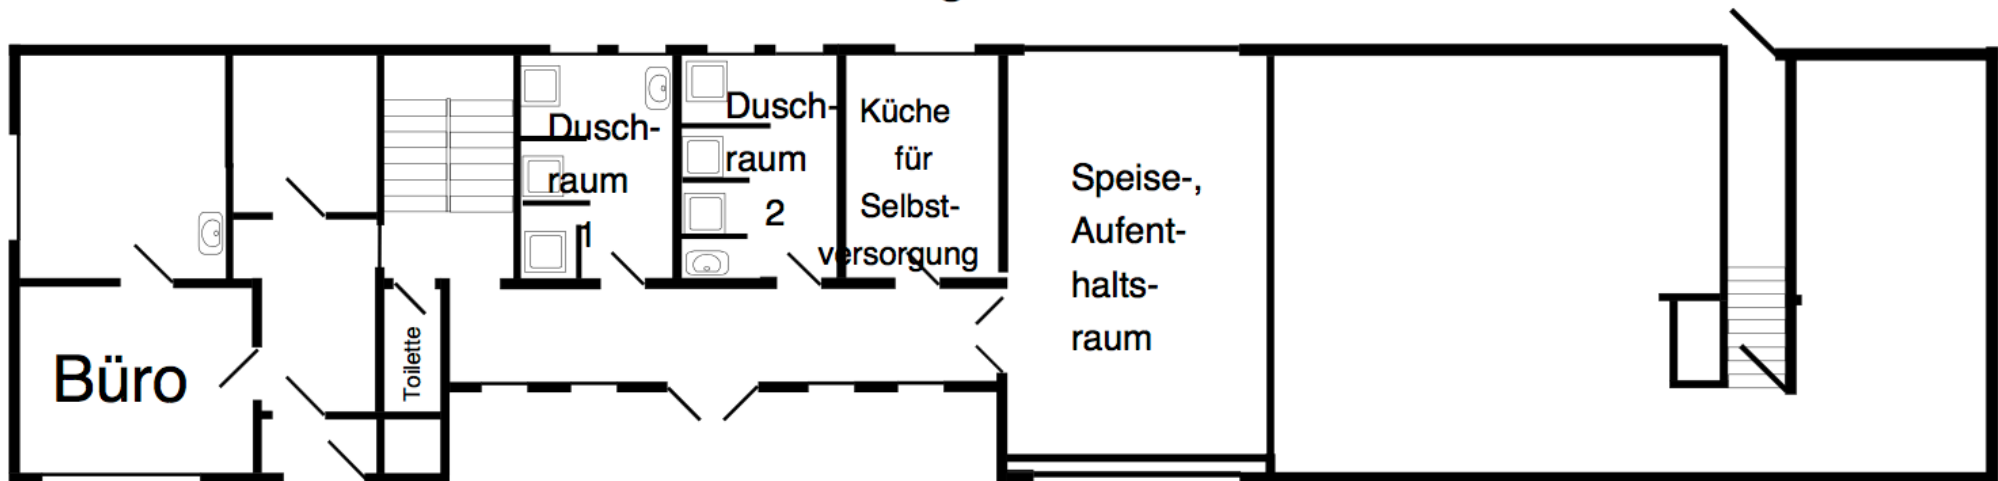 Büro
Toilette
Dusch-
raum
1
Dusch-
raum
2
Küche
für
Selbst-
versorgung
Speise-,
Aufent-
halts-
raum